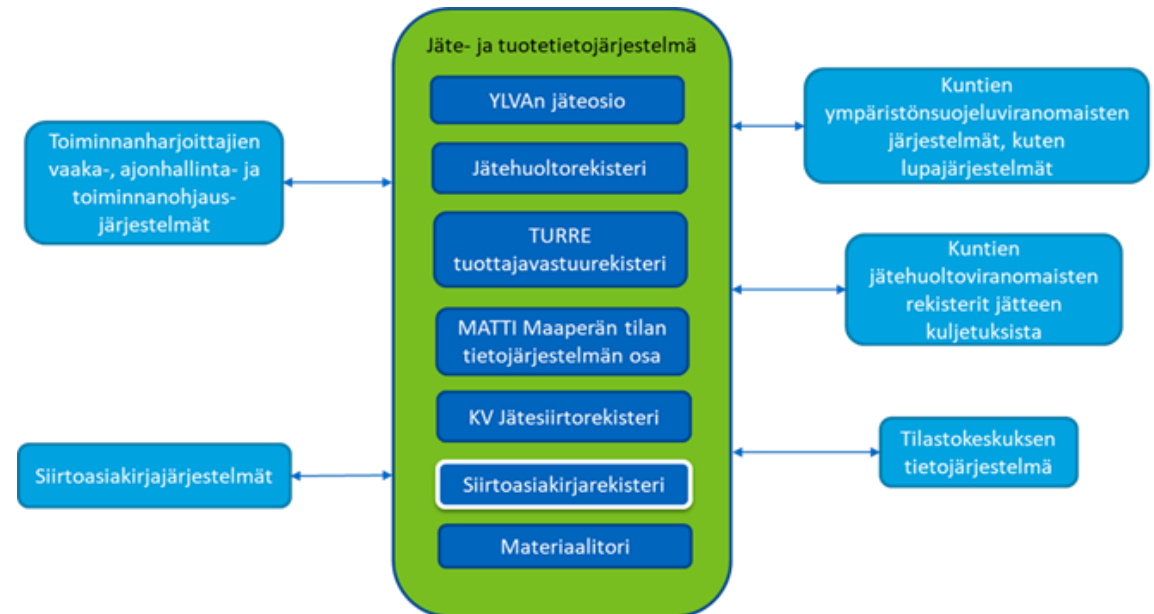 Jäte- ja tuotetietojärjestelmä
YLVAn jäteosio
Jätehuoltorekisteri
TURRE
tuottajavastuurekisteri
MATTI Maaperän tilan
tietojärjestelmän osa
KV Jätesiirtorekisteri
Siirtoasiakirjarekisteri
Materiaalitori
Toiminnanharjoittajien
vaaka-, ajonhallinta- ja
toiminnanohjaus-
järjestelmät
Siirtoasiakirjajärjestelmät
Kuntien
ympäristönsuojeluviranomaisten
järjestelmät, kuten
lupajärjestelmät
Kuntien
jätehuoltoviranomaisten
rekisterit jätteen
kuljetuksista
Tilastokeskuksen
tietojärjestelmä